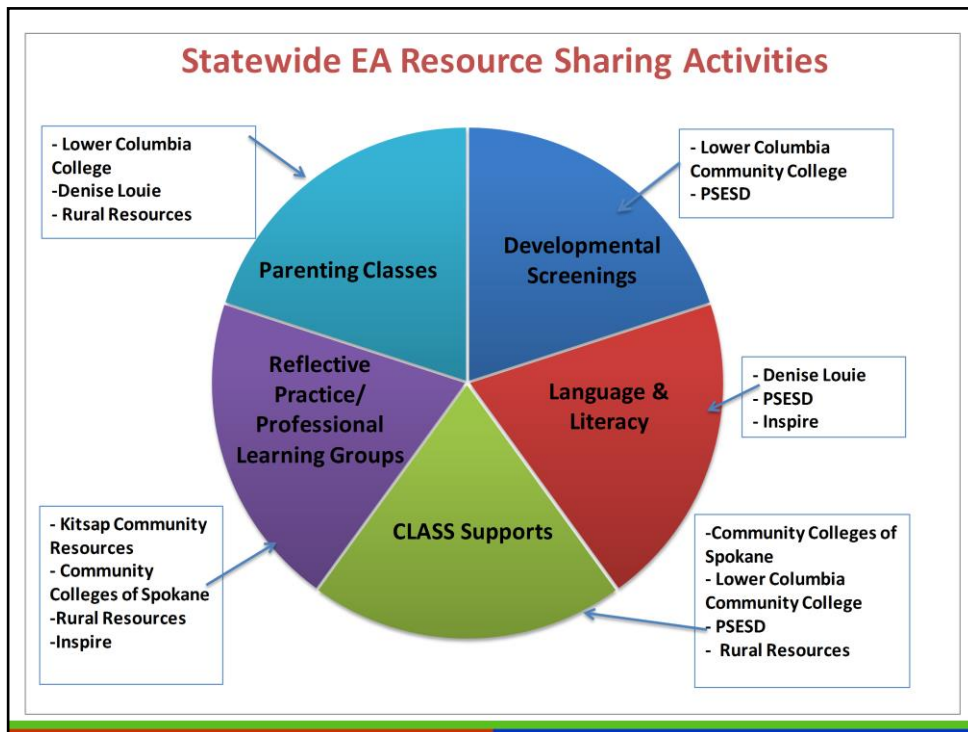 Statewide EA Resource Sharing Activities
- Lower Columbia
College
-Denise Louie
- Rural Resources
- Lower Columbia
Community College
- PSESD
Parenting Classes
Developmental
Screenings
Reflective
Practice/
Professional
Learning Groups
Language &
Literacy
- Denise Louie
- PSESD
- Inspire
CLASS Supports
- Kitsap Community
Resources
- Community
Colleges of Spokane
-Rural Resources
-Inspire
-Community Colleges of
Spokane
- Lower Columbia
Community College
- PSESD
- Rural Resources